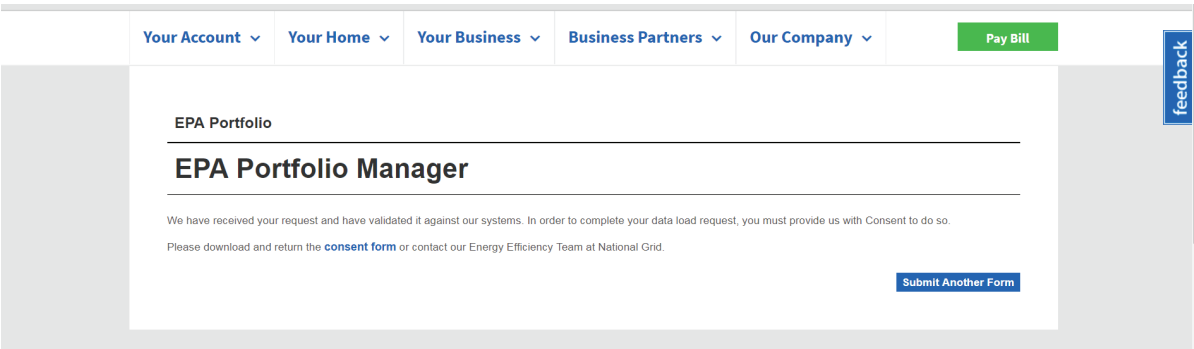 Your Account Your Home Your Business Business Partners Our Company Pay Bill
feedback
EPA Portfolio
EPA Portfolio Manager
We have received your request and have validated it against our systems. In order to complete your data load request, you must provide us with Consent to do so.
Please download and return the consent form or contact our Energy Efficiency Team at National Grid.
Submit Another Form